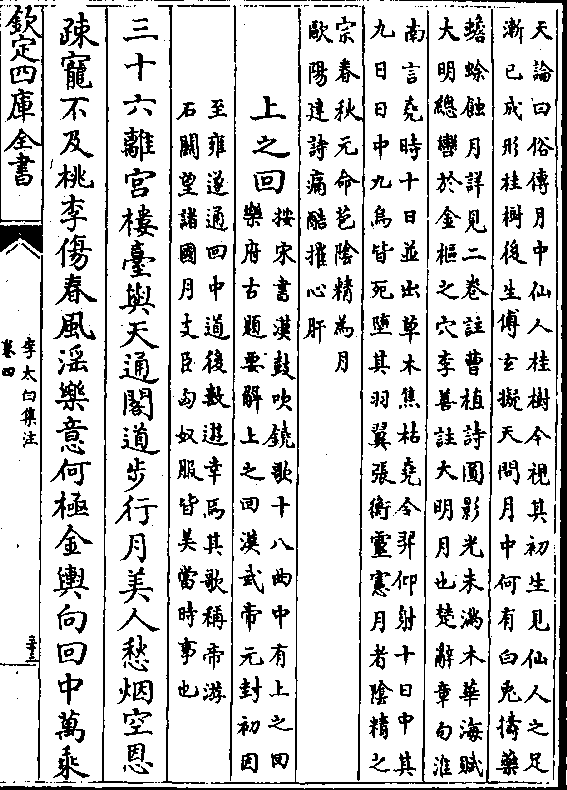 天論曰俗傳月中仙人桂樹今視其初生見仙人之足
漸已成形桂樹後生傅玄擬天問月中何有白兎擣藥
蟾蜍蝕月詳見二卷註曹植詩圓影光未滿木華海賦
大明總轡於金樞之穴李善註大明月也楚辭章句淮
南言堯時十日並出草木焦枯堯令羿仰射十日中其
九日日中九烏皆死墮其羽翼張衡靈憲月者陰精之
宗春秋元命苞陰精為月
歐陽建詩痛酷摧心肝
上之回
按宋書漢鼓吹鐃歌十八曲中有上之回
樂府古題要解上之回漢武帝元封初因
至雍遂通回中道後數遊幸焉其歌稱帝游
石關望諸國月支臣匈奴服皆美當時事也
三十六離宮樓臺與天通閣道步行月美人愁烟空恩
疎寵不及桃李傷春風淫樂意何極金輿向回中萬乘
欽定四庫全書
李太白集注
卷四